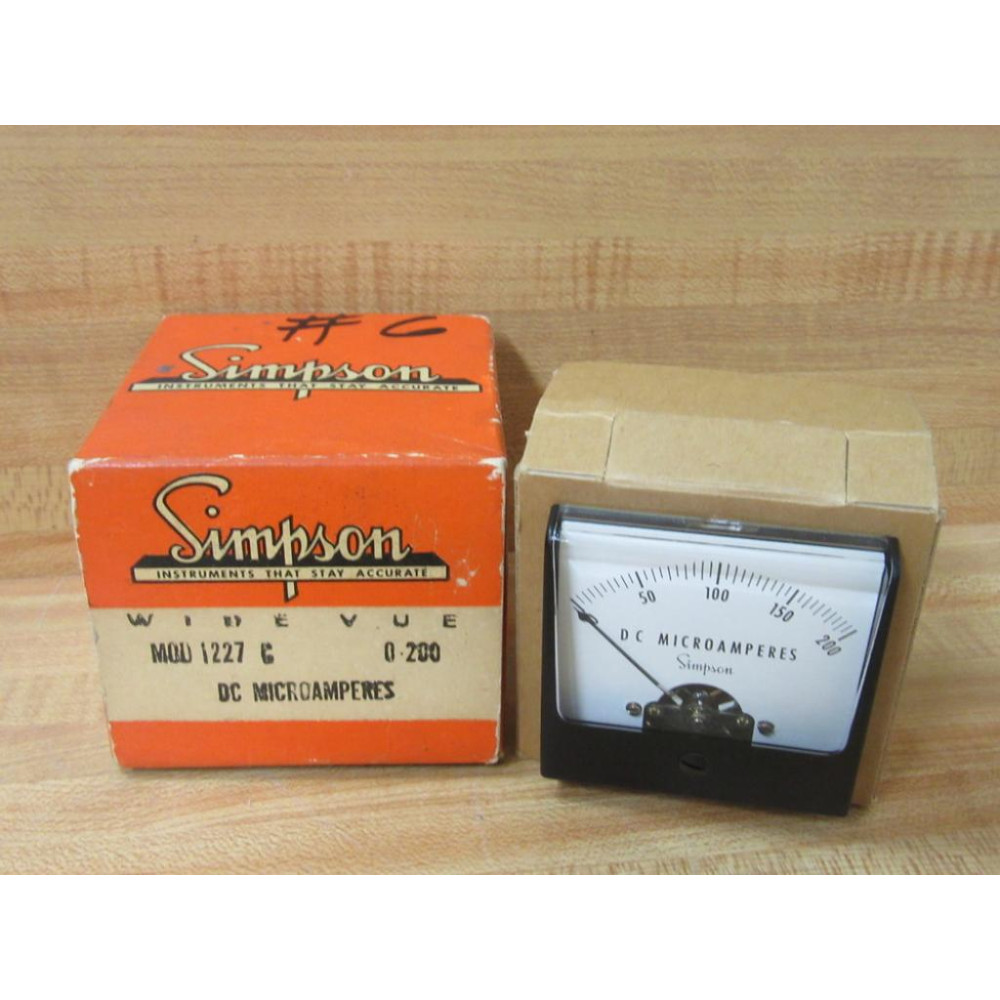 # 6
Simpson
INSTRUMENTS THAT STAY ACCURATE
Simpson
INSTRUMENTS THAT STAY ACCURATE
WIDE VUE
MOD 1227 C 0-200
DC MICROAMPERES
0 50 100 150 200
DC MICROAMPERES
Simpson